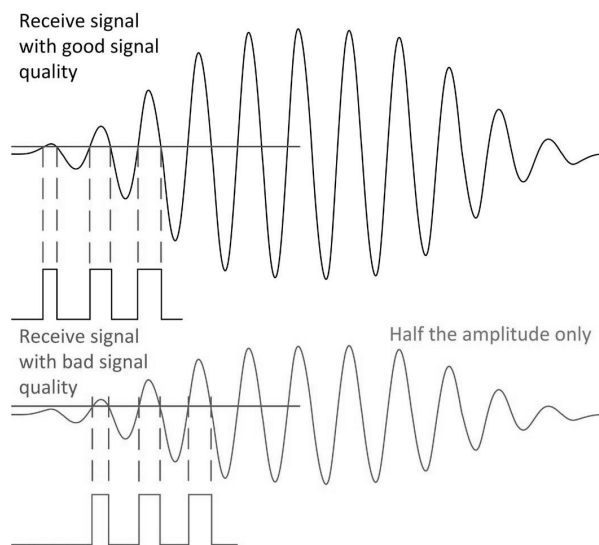 Receive signal
with good signal
quality
Receive signal
with bad signal
quality
Half the amplitude only